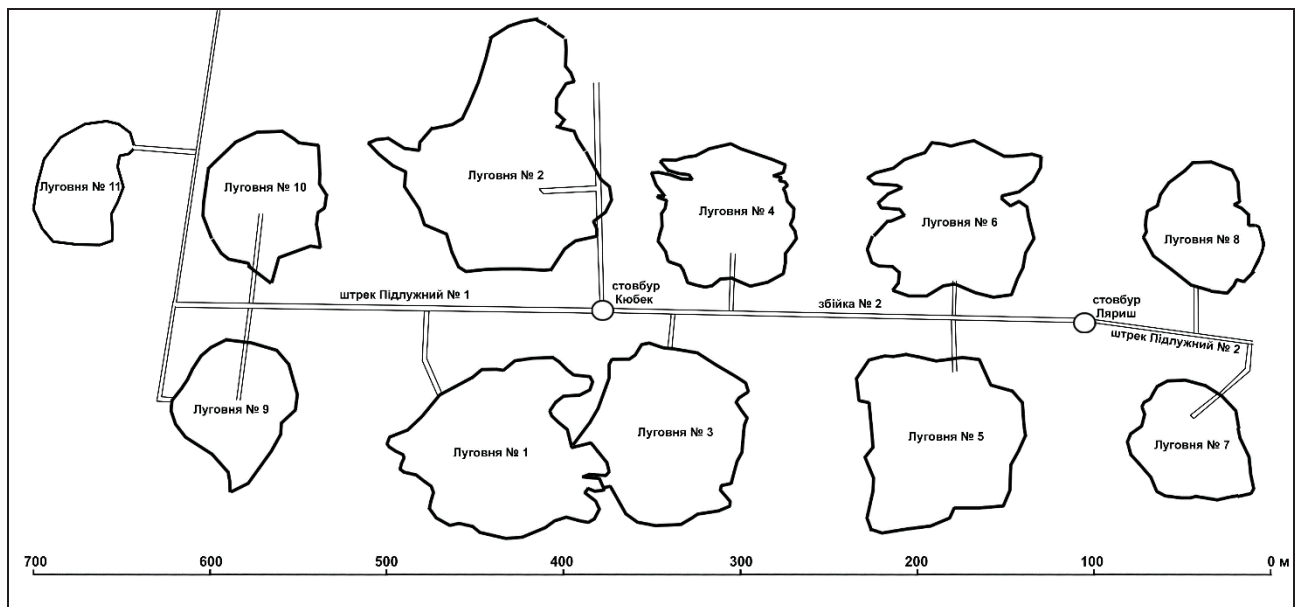 Луговня № 11
Луговня № 10
Луговня № 2
Луговня № 4
Луговня № 6
Луговня № 8
штрек Підлужний № 1
стовбур
Кюбек
збійка № 2
стовбур
Ляриш
штрек Підлужний № 2
Луговня № 9
Луговня № 1
Луговня № 3
Луговня № 5
Луговня № 7
700 600 500 400 300 200 100 0 м